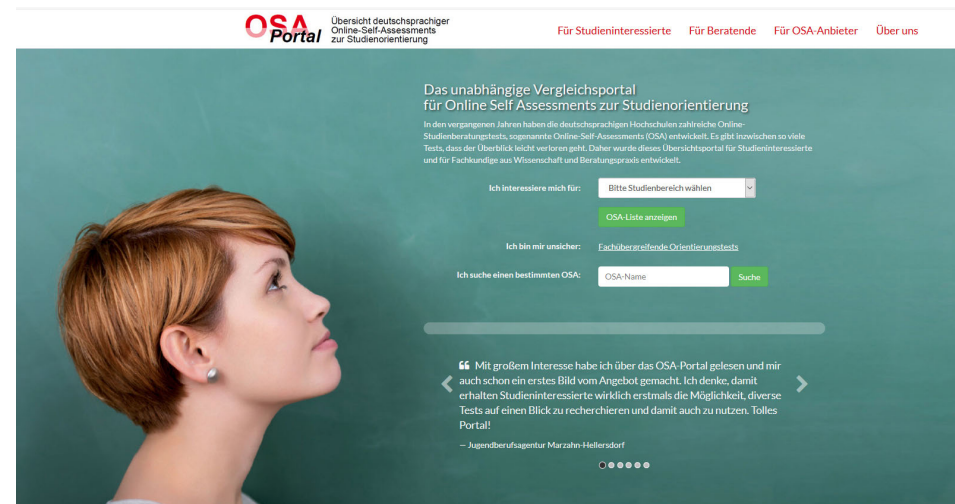 OSA
Portal
Übersicht deutschsprachiger
Online-Self-Assessments
zur Studienorientierung
Für Studieninteressierte
Für Beratende
Für OSA-Anbieter
Über uns
Das unabhängige Vergleichsportal
für Online Self Assessments zur Studienorientierung
In den vergangenen Jahren haben die deutschsprachigen Hochschulen zahlreiche Online-
Studienberatungstests, sogenannte Online-Self-Assessments (OSA) entwickelt. Es gibt inzwischen so viele
Tests, dass der Überblick leicht verloren geht. Daher wurde dieses Übersichtsportal für Studieninteressierte
und für Fachkundige aus Wissenschaft und Beratungspraxis entwickelt.
Ich interessiere mich für:
Bitte Studienbereich wählen
OSA-Liste anzeigen
Ich bin mir unsicher:
Fachübergreifende Orientierungstests
Ich suche einen bestimmten OSA:
OSA-Name
Suche
❝ Mit großem Interesse habe ich über das OSA-Portal gelesen und mir
auch schon ein erstes Bild vom Angebot gemacht. Ich denke, damit
erhalten Studieninteressierte wirklich erstmals die Möglichkeit, diverse
Tests auf einen Blick zu recherchieren und damit auch zu nutzen. Tolles
Portal!
— Jugendberufsagentur Marzahn-Hellersdorf